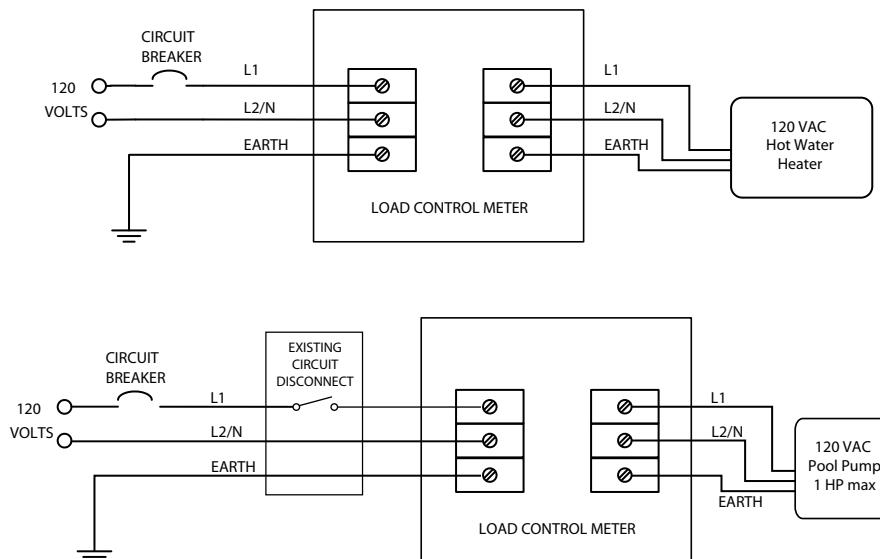 CIRCUIT
BREAKER
120
VOLTS
L1
L2/N
EARTH
LOAD CONTROL METER
L1
L2/N
EARTH
120 VAC
Hot Water
Heater
CIRCUIT
BREAKER
120
VOLTS
L1
L2/N
EARTH
EXISTING
CIRCUIT
DISCONNECT
LOAD CONTROL METER
L1
L2/N
EARTH
120 VAC
Pool Pump
1 HP max